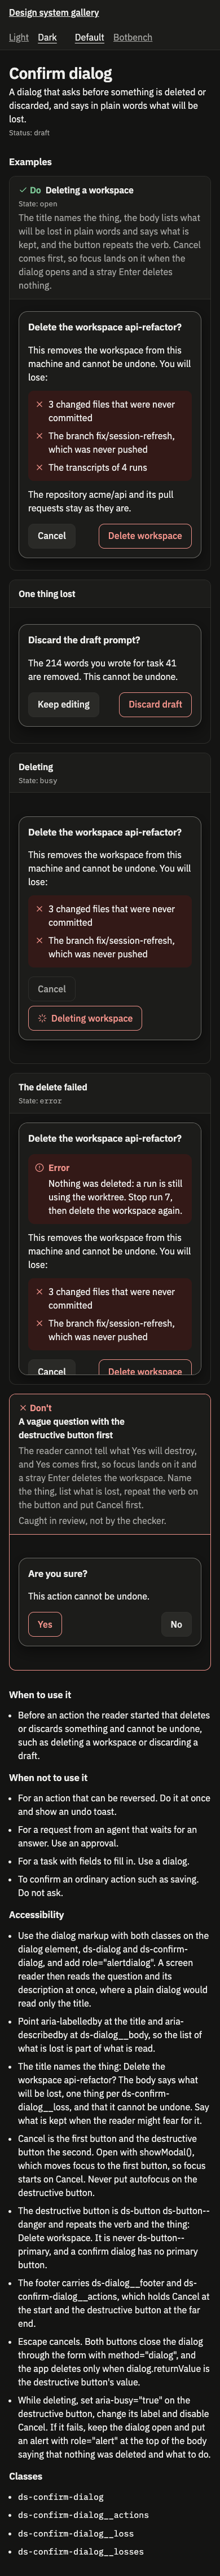 Design system gallery
Light Dark Default Botbench
Confirm dialog
A dialog that asks before something is deleted or
discarded, and says in plain words what will be
lost.
Status: draft
Examples
Do Deleting a workspace
State: open
The title names the thing, the body lists what
will be lost in plain words and says what is
kept, and the button repeats the verb. Cancel
comes first, so focus lands on it when the
dialog opens and a stray Enter deletes
nothing.
Delete the workspace api-refactor?
This removes the workspace from this
machine and cannot be undone. You will
lose:
3 changed files that were never
committed
The branch fix/session-refresh,
which was never pushed
The transcripts of 4 runs
The repository acme/api and its pull
requests stay as they are.
Cancel Delete workspace
One thing lost
Discard the draft prompt?
The 214 words you wrote for task 41
are removed. This cannot be undone.
Keep editing Discard draft
Deleting
State: busy
Delete the workspace api-refactor?
This removes the workspace from this
machine and cannot be undone. You will
lose:
3 changed files that were never
committed
The branch fix/session-refresh,
which was never pushed
Cancel
Deleting workspace
The delete failed
State: error
Delete the workspace api-refactor?
Error
Nothing was deleted: a run is still
using the worktree. Stop run 7,
then delete the workspace again.
This removes the workspace from this
machine and cannot be undone. You will
lose:
3 changed files that were never
committed
The branch fix/session-refresh,
which was never pushed
Cancel Delete workspace
Don't
A vague question with the
destructive button first
The reader cannot tell what Yes will destroy,
and Yes comes first, so focus lands on it and
a stray Enter deletes the workspace. Name
the thing, list what is lost, repeat the verb on
the button and put Cancel first.
Caught in review, not by the checker.
Are you sure?
This action cannot be undone.
Yes No
When to use it
• Before an action the reader started that deletes
or discards something and cannot be undone,
such as deleting a workspace or discarding a
draft.
When not to use it
• For an action that can be reversed. Do it at once
and show an undo toast.
• For a request from an agent that waits for an
answer. Use an approval.
• For a task with fields to fill in. Use a dialog.
• To confirm an ordinary action such as saving.
Do not ask.
Accessibility
• Use the dialog markup with both classes on the
dialog element, ds-dialog and ds-confirm-
dialog, and add role="alertdialog". A screen
reader then reads the question and its
description at once, where a plain dialog would
read only the title.
• Point aria-labelledby at the title and aria-
describedby at ds-dialog__body, so the list of
what is lost is part of what is read.
• The title names the thing: Delete the
workspace api-refactor? The body says what
will be lost, one thing per ds-confirm-
dialog__loss, and that it cannot be undone. Say
what is kept when the reader might fear for it.
• Cancel is the first button and the destructive
button the second. Open with showModal(),
which moves focus to the first button, so focus
starts on Cancel. Never put autofocus on the
destructive button.
• The destructive button is ds-button ds-button--
danger and repeats the verb and the thing:
Delete workspace. It is never ds-button--
primary, and a confirm dialog has no primary
button.
• The footer carries ds-dialog__footer and ds-
confirm-dialog__actions, which holds Cancel at
the start and the destructive button at the far
end.
• Escape cancels. Both buttons close the dialog
through the form with method="dialog", and
the app deletes only when dialog.returnValue is
the destructive button's value.
• While deleting, set aria-busy="true" on the
destructive button, change its label and disable
Cancel. If it fails, keep the dialog open and put
an alert with role="alert" at the top of the body
saying that nothing was deleted and what to do.
Classes
• ds-confirm-dialog
• ds-confirm-dialog__actions
• ds-confirm-dialog__loss
• ds-confirm-dialog__losses